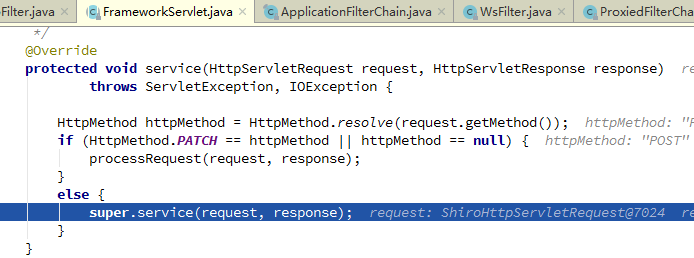 Filter.java × FrameworkServlet.java × ApplicationFilterChain.java × WsFilter.java × ProxiedFilterCha
*/
@Override
protected void service(HttpServletRequest request, HttpServletResponse response) re
throws ServletException, IOException {
HttpMethod httpMethod = HttpMethod.resolve(request.getMethod()); httpMethod: "P
if (HttpMethod.PATCH == httpMethod || httpMethod == null) { httpMethod: "POST"
processRequest(request, response);
}
else {
super.service(request, response); request: ShiroHttpServletRequest@7024 re
}
}